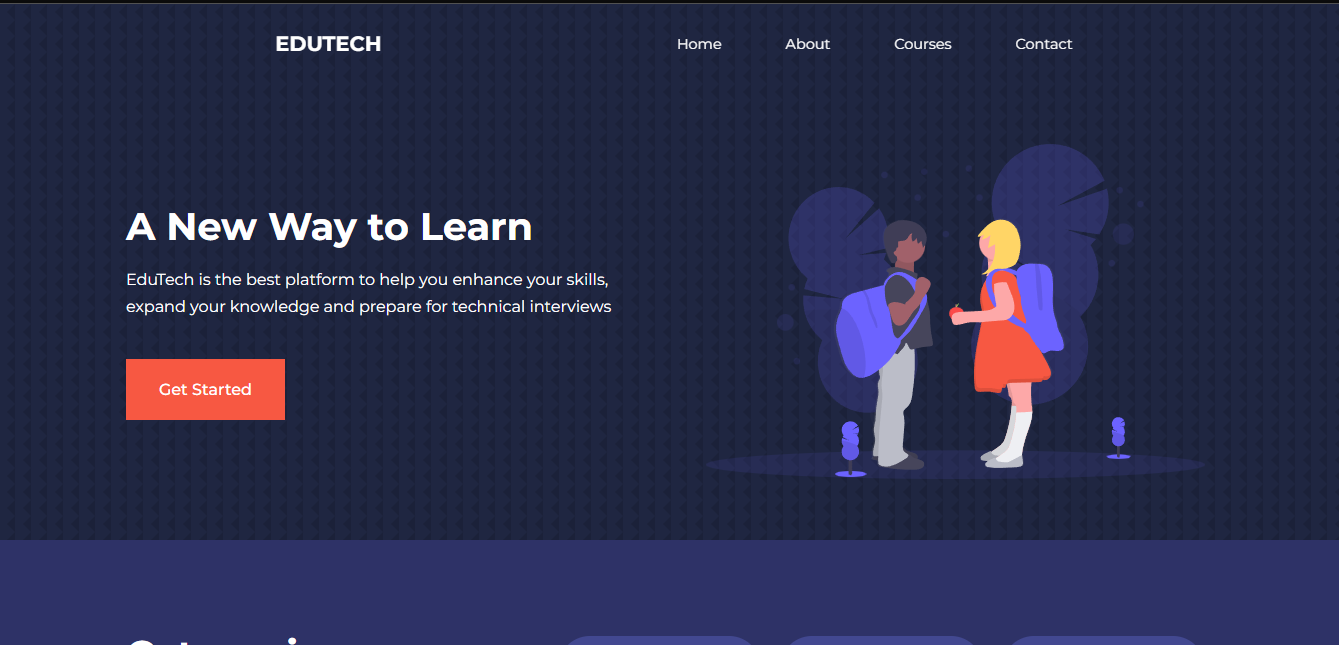 EDUTECH
Home About Courses Contact
A New Way to Learn
EduTech is the best platform to help you enhance your skills,
expand your knowledge and prepare for technical interviews
Get Started